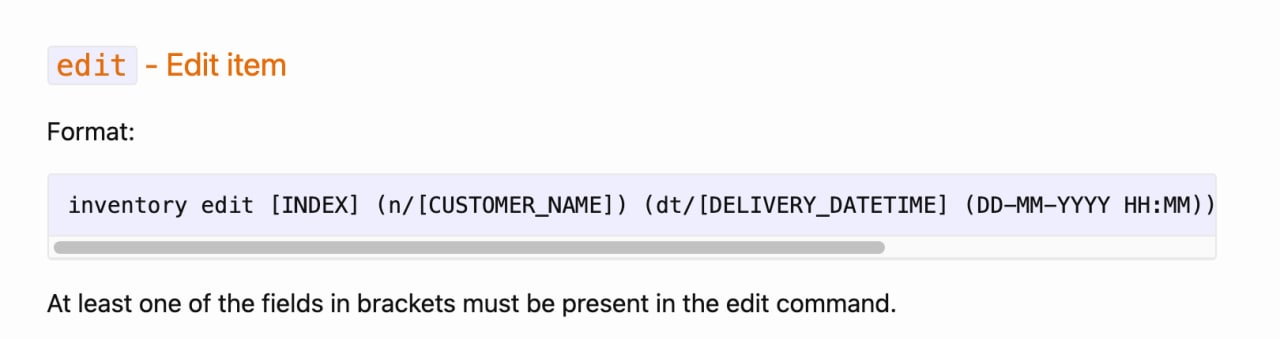 edit - Edit item
Format:
inventory edit [INDEX] (n/[CUSTOMER_NAME]) (dt/[DELIVERY_DATETIME] (DD-MM-YYYY HH:MM))
At least one of the fields in brackets must be present in the edit command.